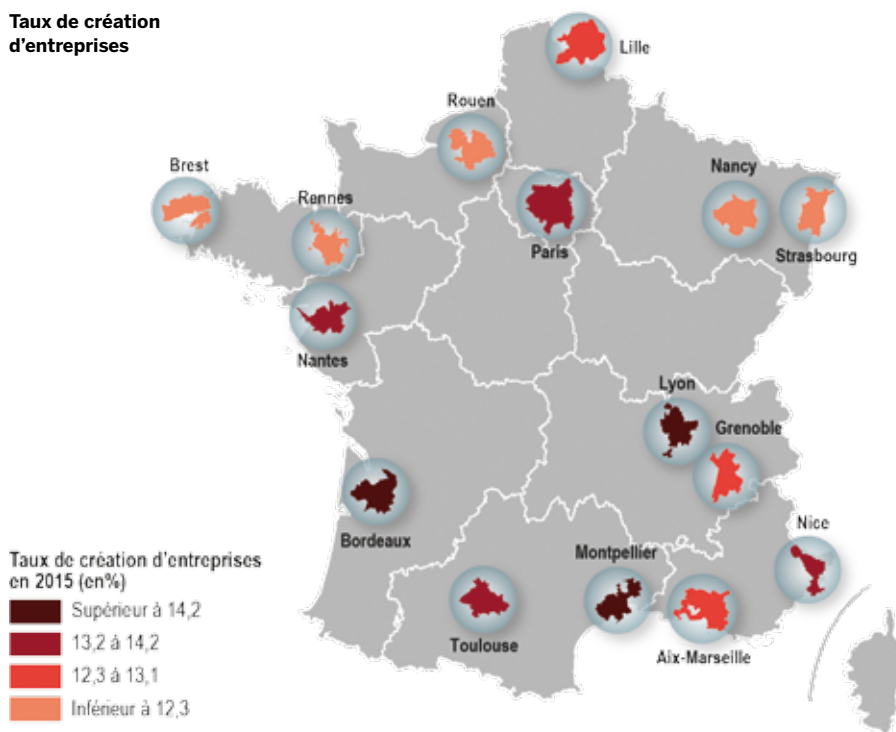 Taux de création
d'entreprises
Lille
Rouen
Brest
Nancy
Rennes
Paris
Strasbourg
Nantes
Lyon
Grenoble
Nice
Bordeaux
Montpellier
Toulouse
Aix-Marseille
Taux de création d'entreprises
en 2015 (en%)
Supérieur à 14,2
13,2 à 14,2
12,3 à 13,1
Inférieur à 12,3